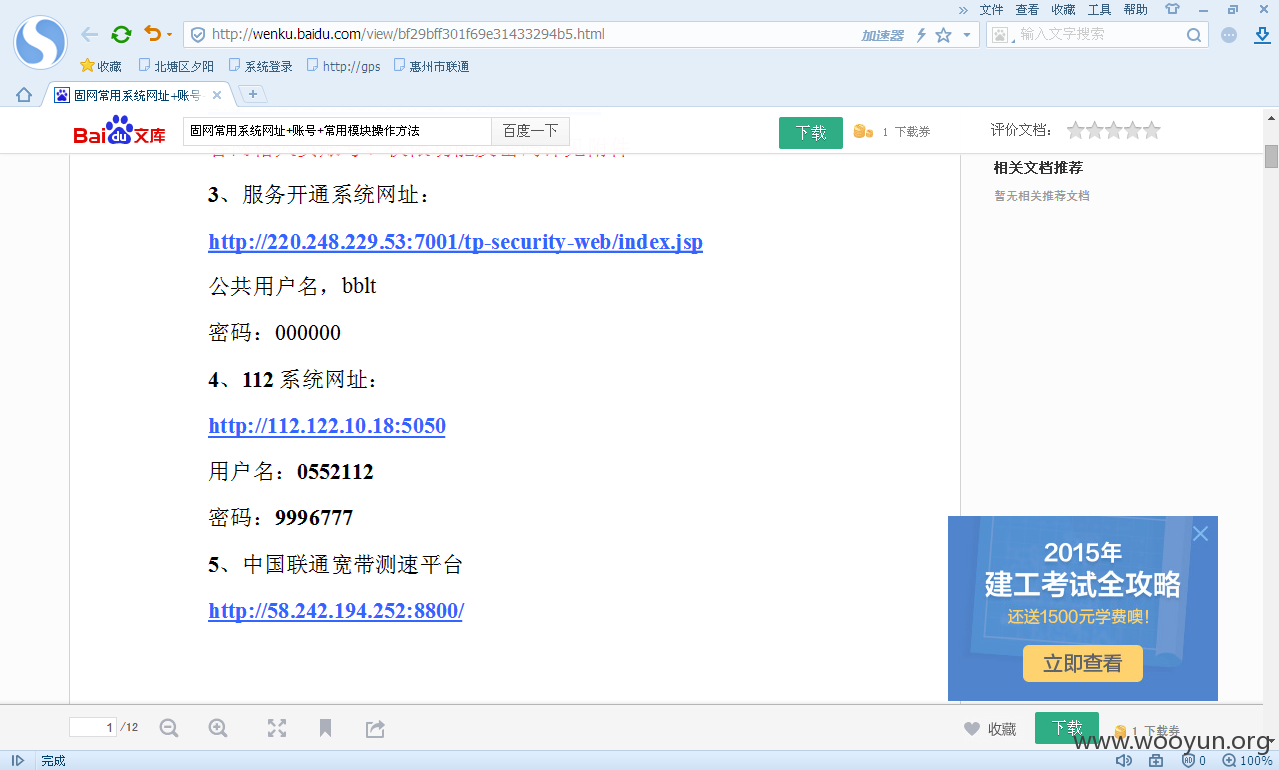 » 文件 查看 收藏 工具 帮助
http://wenku.baidu.com/view/bf29bff301f69e31433294b5.html 加速器 输入文字搜索
收藏 北塘区夕阳 系统登录 http://gps 惠州市联通
固网常用系统网址+账号
Bai du 文库 固网常用系统网址+账号+常用模块操作方法 百度一下 下载 1 下载券 评价文档：
相关文档推荐
暂无相关推荐文档
3、服务开通系统网址：
http://220.248.229.53:7001/tp-security-web/index.jsp
公共用户名，bblt
密码：000000
4、112 系统网址：
http://112.122.10.18:5050
用户名：0552112
密码：9996777
5、中国联通宽带测速平台
http://58.242.194.252:8800/
2015年
建工考试全攻略
还送1500元学费噢!
立即查看
1 /12 收藏 下载 1 下载券
www.wooyun.org
完成 0 100%